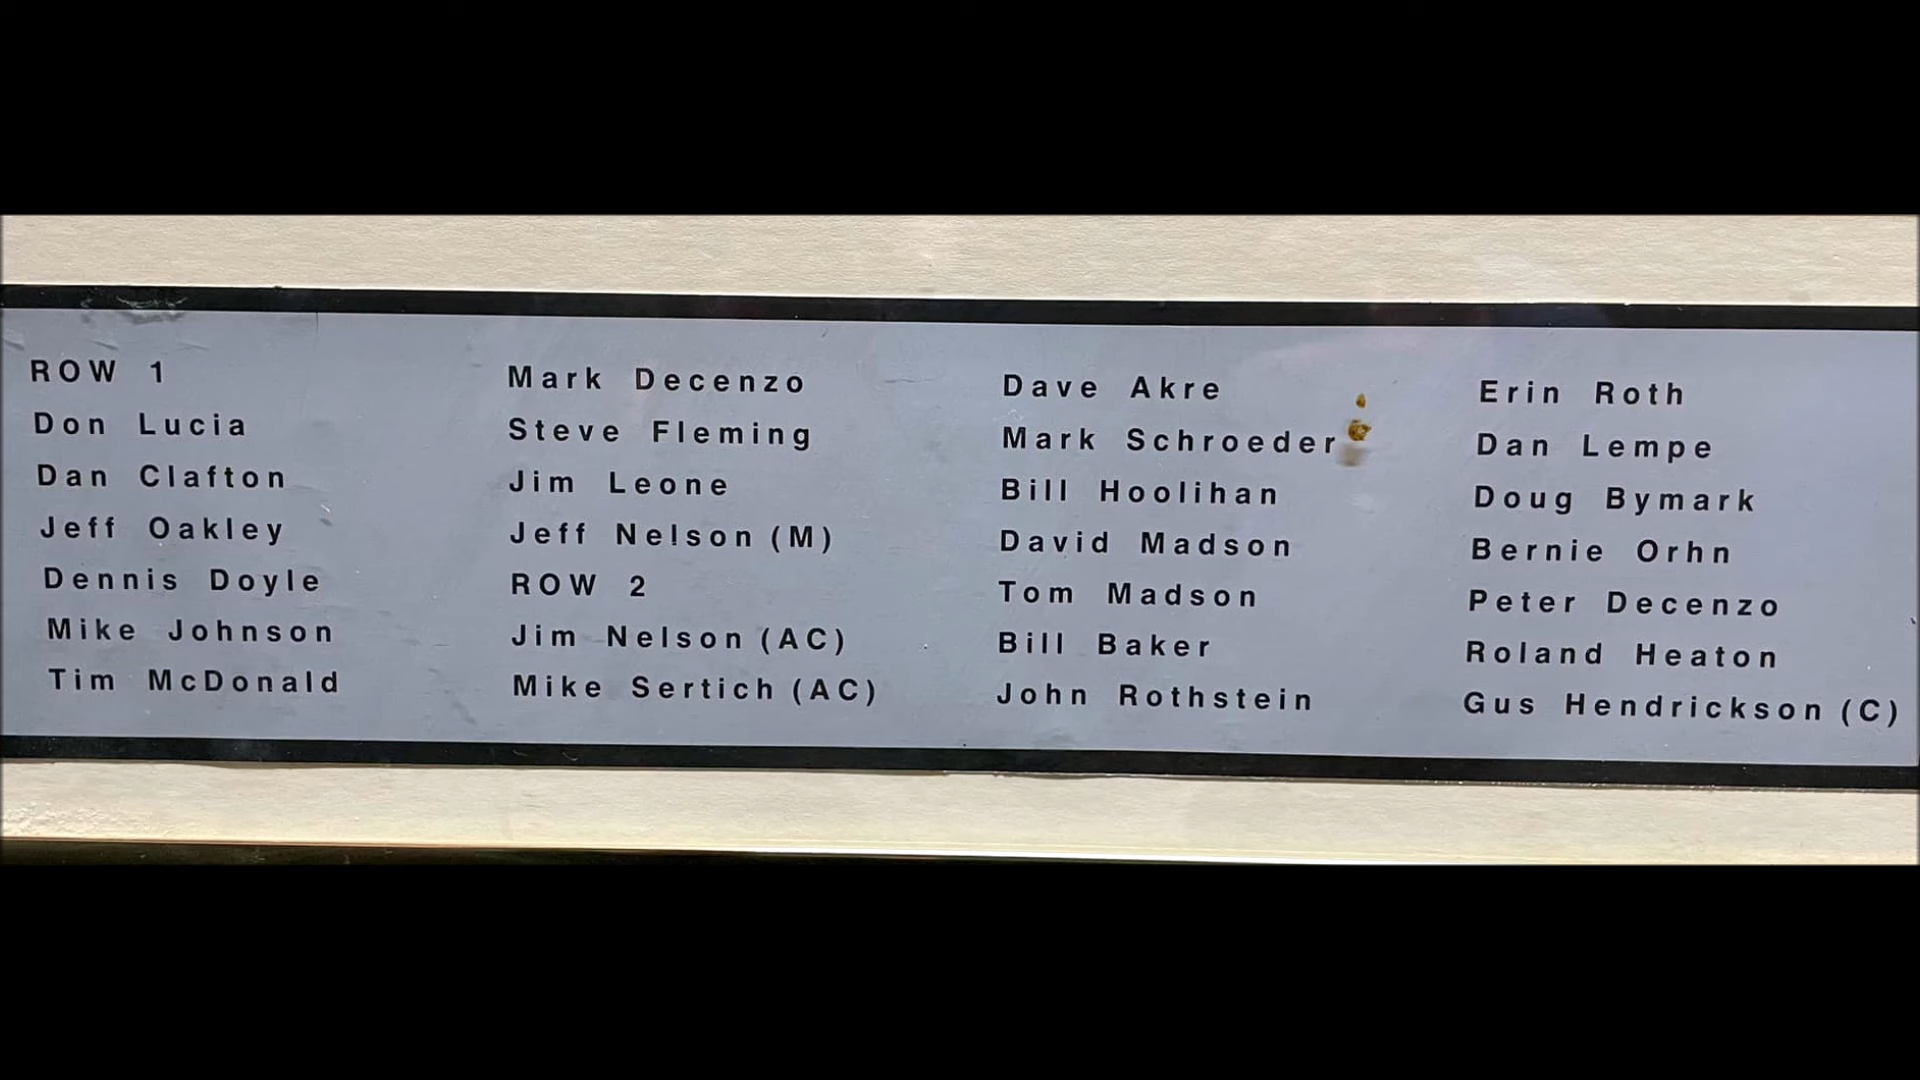 ROW 1
Don Lucia
Dan Clafton
Jeff Oakley
Dennis Doyle
Mike Johnson
Tim McDonald
Mark Decenzo
Steve Fleming
Jim Leone
Jeff Nelson (M)
ROW 2
Jim Nelson (AC)
Mike Sertich (AC)
Dave Akre
Mark Schroeder
Bill Hoolihan
David Madson
Tom Madson
Bill Baker
John Rothstein
Erin Roth
Dan Lempe
Doug Bymark
Bernie Orhn
Peter Decenzo
Roland Heaton
Gus Hendrickson (C)